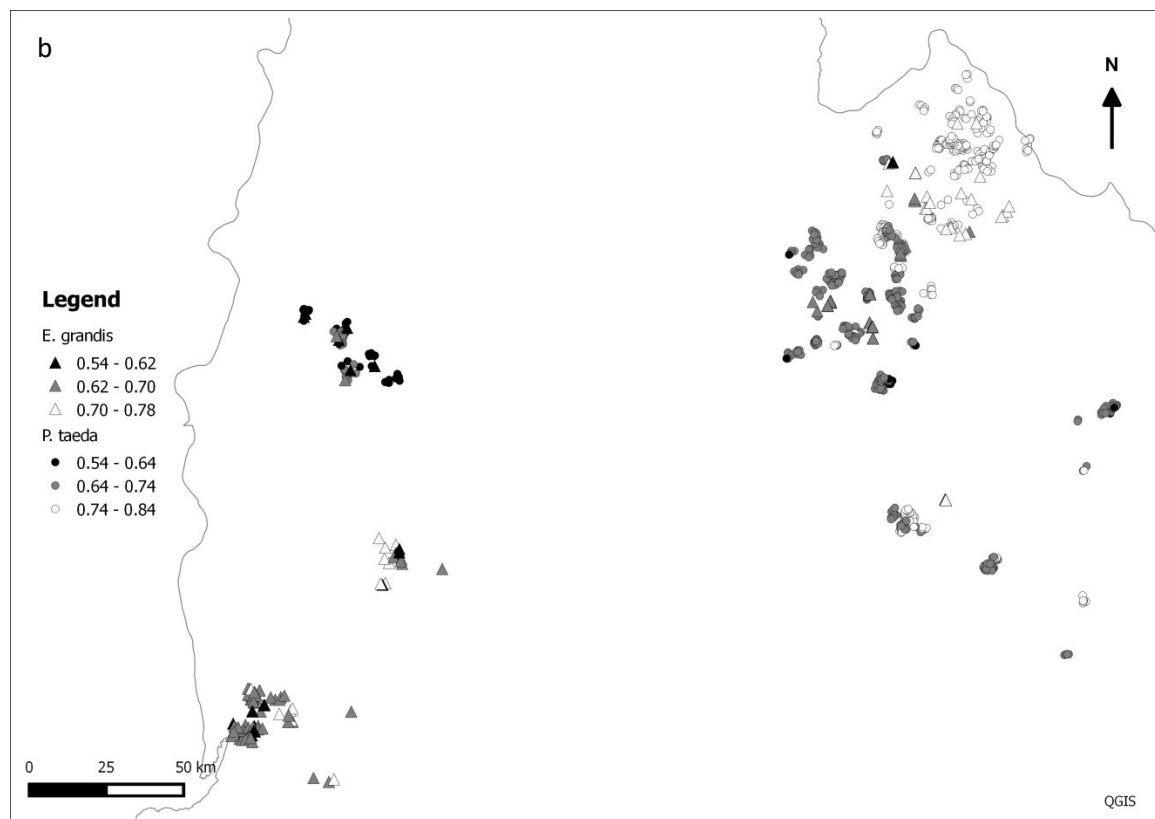 b
N
Legend
E. grandis
0.54 - 0.62
0.62 - 0.70
0.70 - 0.78
P. taeda
0.54 - 0.64
0.64 - 0.74
0.74 - 0.84
0 25 50 km
QGIS